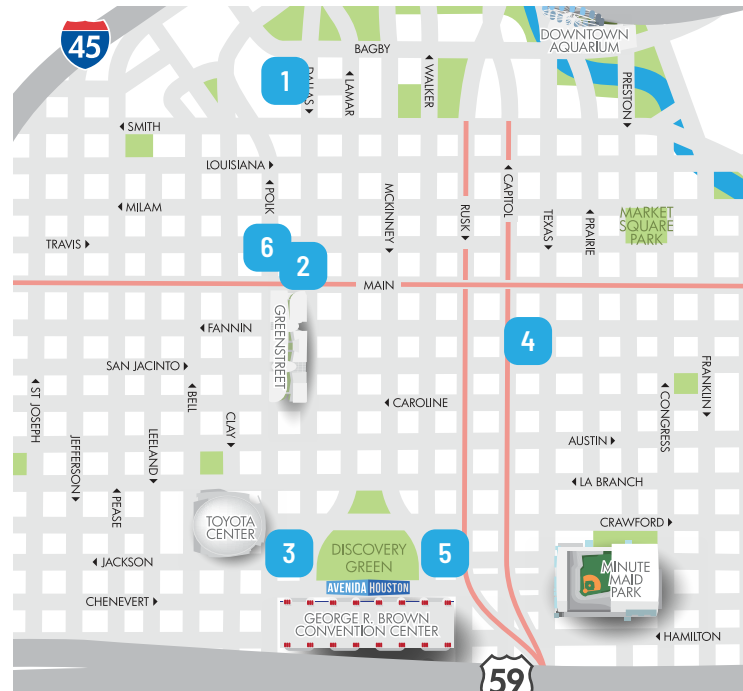 DOWNTOWN
AQUARIUM
45
BAGBY
1
DALLAS
LAMAR
WALKER
PRESTON
SMITH
LOUISIANA
POLK
MILAM
MCKINNEY
RUSK
CAPITOL
TEXAS
PRAIRIE
MARKET
SQUARE
PARK
TRAVIS
6
2
MAIN
GREENSTREET
FANNIN
4
SAN JACINTO
ST JOSEPH
BELL
FRANKLIN
CONGRESS
CAROLINE
CLAY
JEFFERSON
LEELAND
AUSTIN
PEASE
LA BRANCH
TOYOTA
CENTER
CRAWFORD
3
DISCOVERY
GREEN
5
JACKSON
MINUTE
MAID
PARK
AVENIDA HOUSTON
CHENEVERT
GEORGE R. BROWN
CONVENTION CENTER
HAMILTON
59